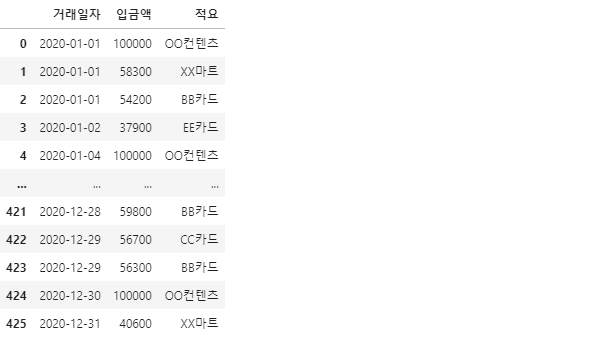 거래일자 입금액 적요
0 2020-01-01 100000 OO컨텐츠
1 2020-01-01 58300 XX마트
2 2020-01-01 54200 BB카드
3 2020-01-02 37900 EE카드
4 2020-01-04 100000 OO컨텐츠
... ... ... ...
421 2020-12-28 59800 BB카드
422 2020-12-29 56700 CC카드
423 2020-12-29 56300 BB카드
424 2020-12-30 100000 OO컨텐츠
425 2020-12-31 40600 XX마트